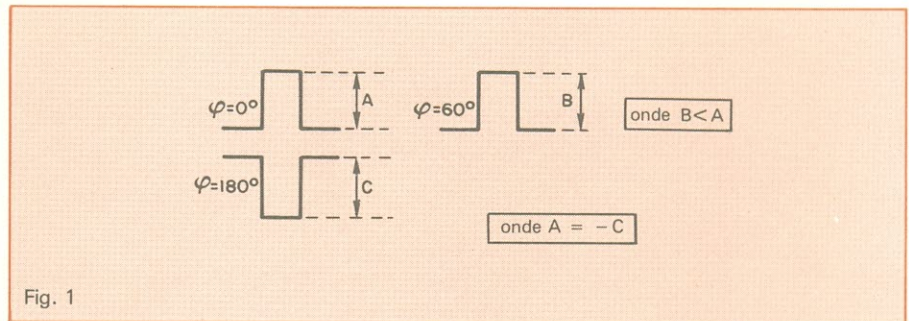 φ=0°
A
φ=60°
B
onde B<A
φ=180°
C
onde A = -C
Fig. 1